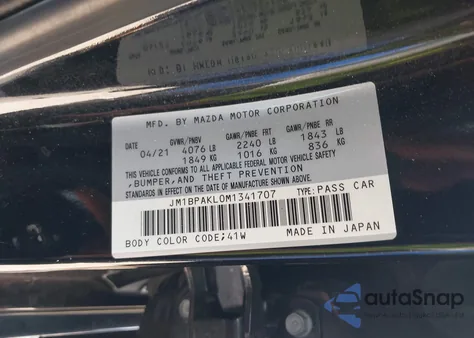 MFD. BY MAZDA MOTOR CORPORATION
DATE GVWR/PNBV GAWR/PNBE FRT GAWR/PNBE RR
04/21 4076 LB 2240 LB 1843 LB
1849 KG 1016 KG 836 KG
THIS VEHICLE CONFORMS TO ALL APPLICABLE FEDERAL MOTOR VEHICLE SAFETY
,BUMPER,AND THEFT PREVENTION
STANDARDS IN EFFECT ON THE DATE OF MANUFACTURE SHOWN ABOVE.
JM1BPAKL0M1341707 TYPE:PASS CAR
BODY COLOR CODE;41W MADE IN JAPAN
autoSnap